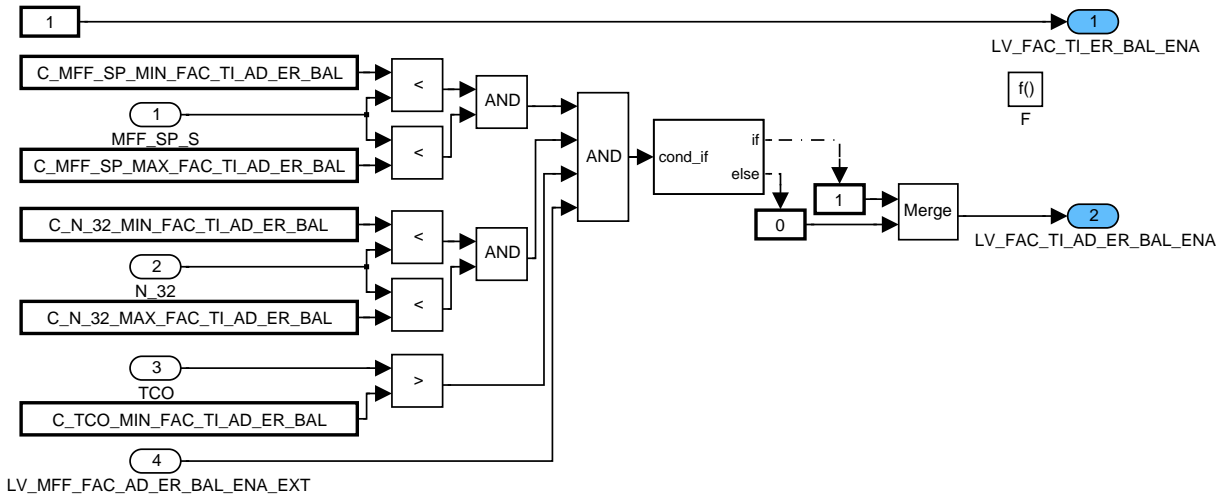 1
1
LV_FAC_TI_ER_BAL_ENA
C_MFF_SP_MIN_FAC_TI_AD_ER_BAL
<
AND
f()
F
1
MFF_SP_S
<
C_MFF_SP_MAX_FAC_TI_AD_ER_BAL
AND
cond_if
if
else
1
0
Merge
2
LV_FAC_TI_AD_ER_BAL_ENA
C_N_32_MIN_FAC_TI_AD_ER_BAL
<
AND
2
N_32
<
C_N_32_MAX_FAC_TI_AD_ER_BAL
3
TCO
>
C_TCO_MIN_FAC_TI_AD_ER_BAL
4
LV_MFF_FAC_AD_ER_BAL_ENA_EXT